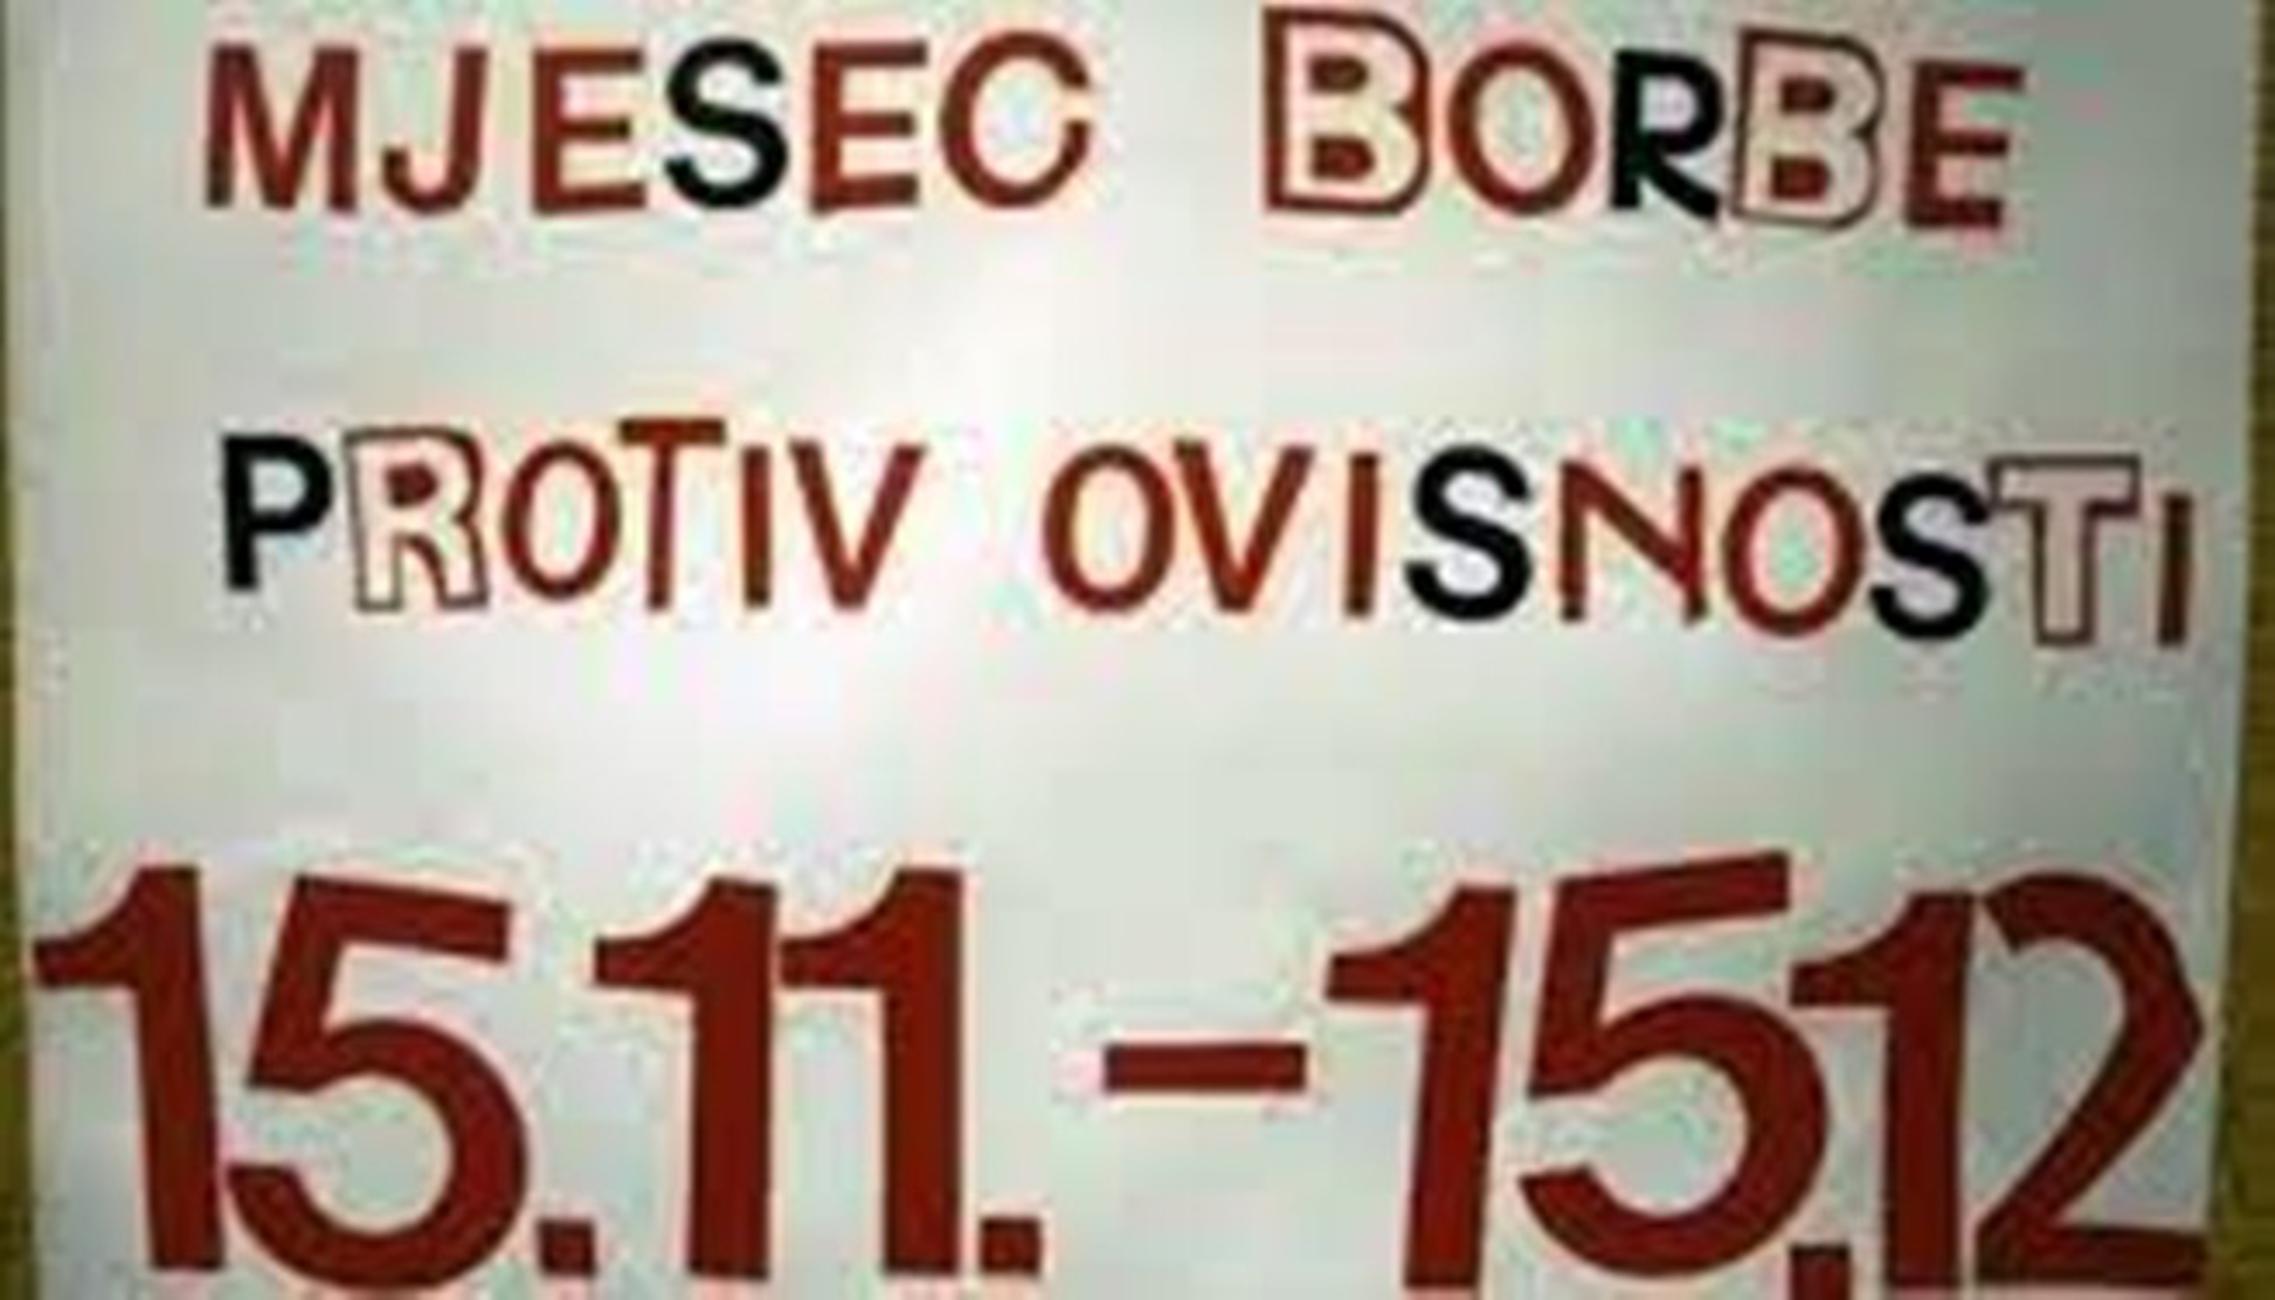 MJESEC BORBE
PROTIV OVISNOSTI
15.11. - 15.12